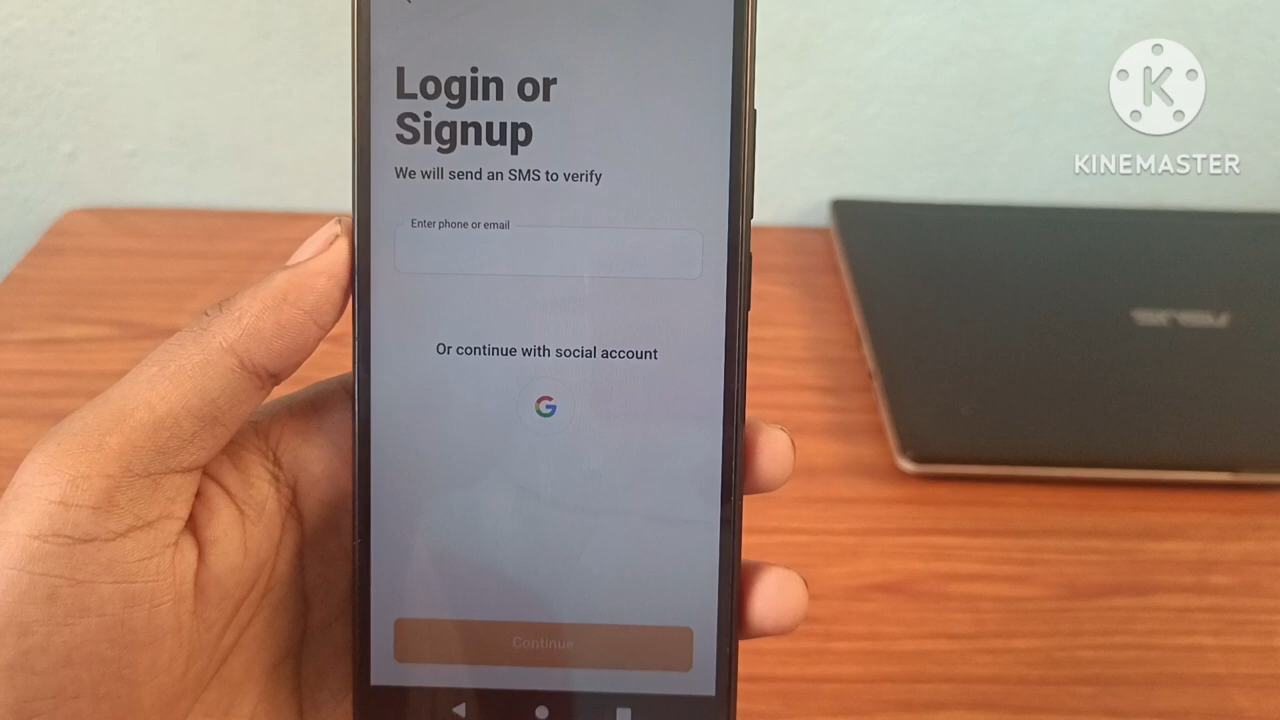 Login or
Signup
We will send an SMS to verify
Enter phone or email
Or continue with social account
G
Continue
K
KINEMASTER
ASUS